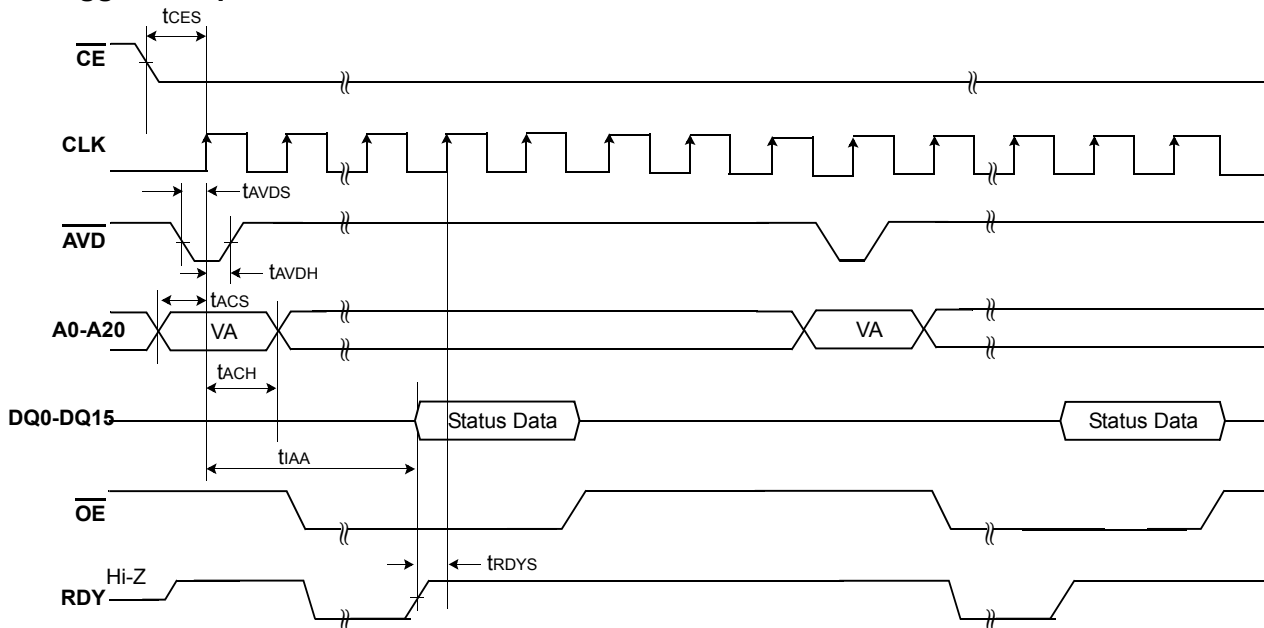 tCES
CE
CLK
tAVDS
AVD
tAVDH
tACS
A0-A20
VA
VA
tACH
DQ0-DQ15
Status Data
Status Data
tIAA
OE
tRDYS
Hi-Z
RDY